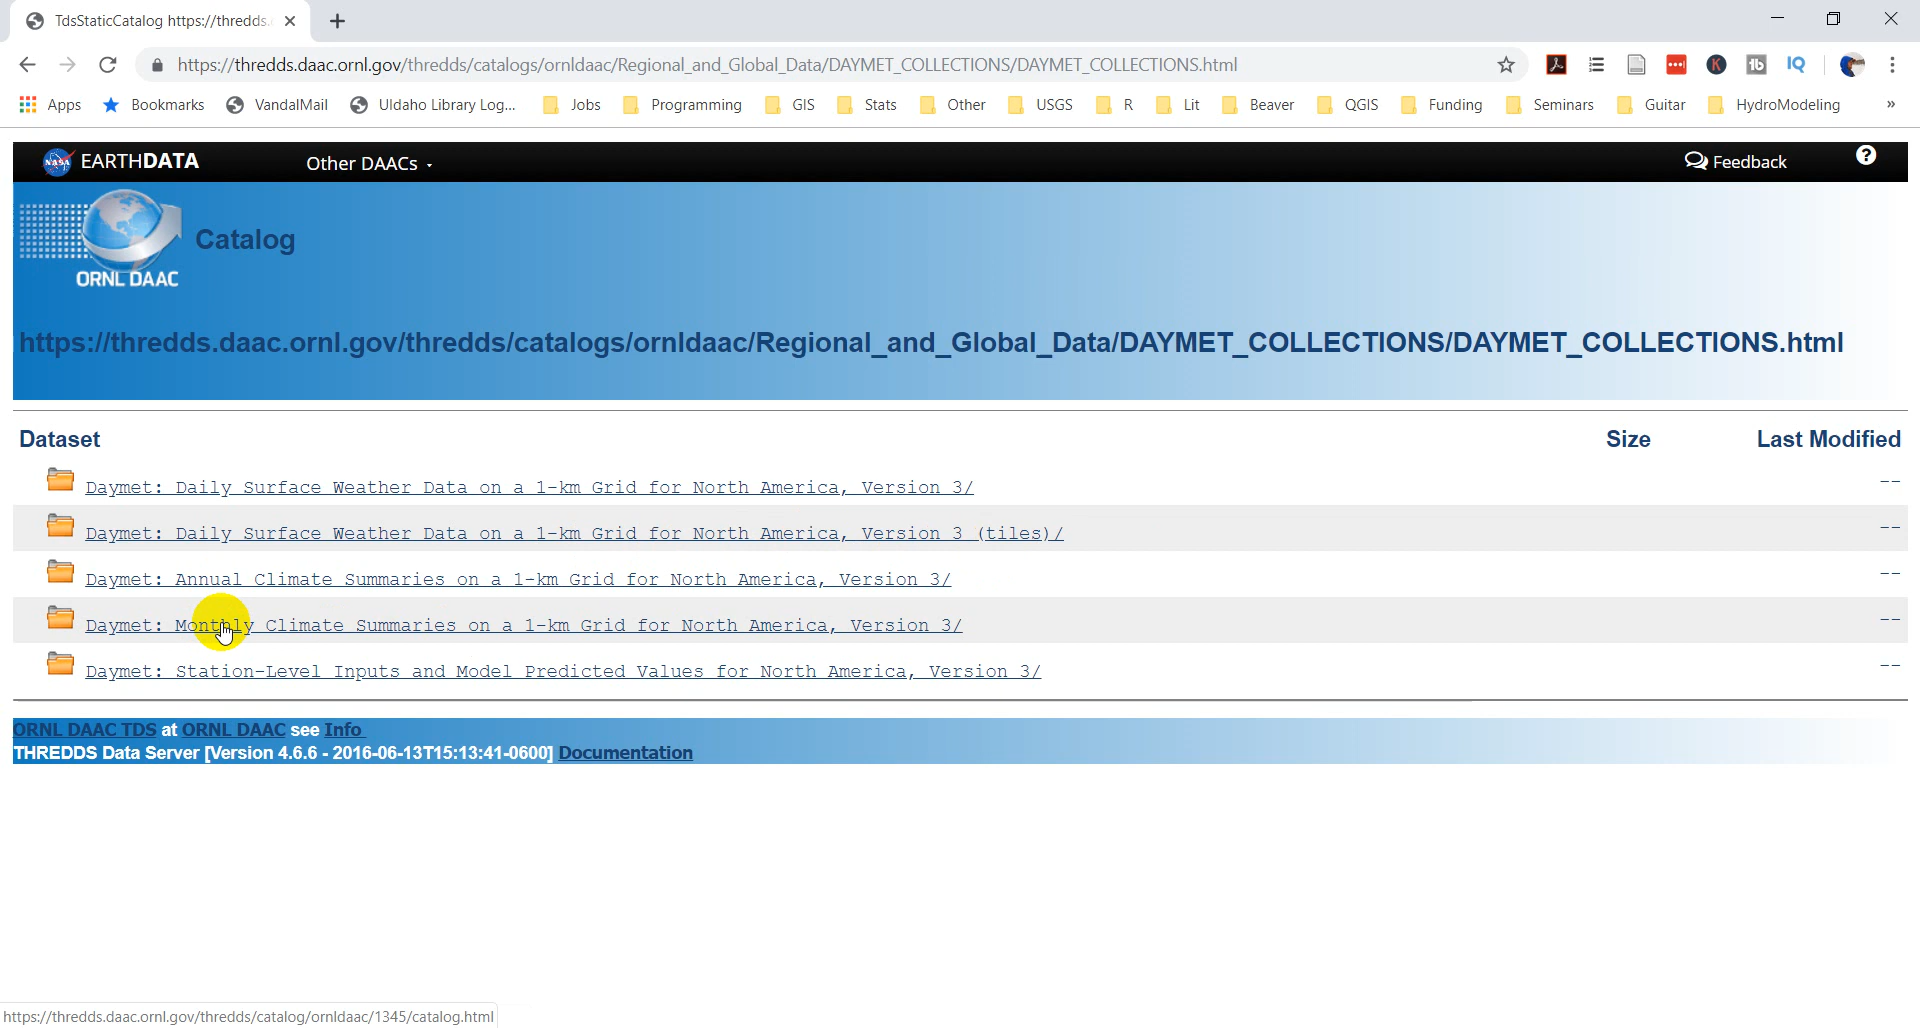 TdsStaticCatalog https://thredds.
https://thredds.daac.ornl.gov/thredds/catalogs/ornldaac/Regional_and_Global_Data/DAYMET_COLLECTIONS/DAYMET_COLLECTIONS.html
Apps Bookmarks VandalMail UIdaho Library Log... Jobs Programming GIS Stats Other USGS R Lit Beaver QGIS Funding Seminars Guitar HydroModeling »
NASA EARTHDATA Other DAACs Feedback ?
Catalog
ORNL DAAC
https://thredds.daac.ornl.gov/thredds/catalogs/ornldaac/Regional_and_Global_Data/DAYMET_COLLECTIONS/DAYMET_COLLECTIONS.html
Dataset Size Last Modified
Daymet: Daily Surface Weather Data on a 1-km Grid for North America, Version 3/ --
Daymet: Daily Surface Weather Data on a 1-km Grid for North America, Version 3 (tiles)/ --
Daymet: Annual Climate Summaries on a 1-km Grid for North America, Version 3/ --
Daymet: Monthly Climate Summaries on a 1-km Grid for North America, Version 3/ --
Daymet: Station-Level Inputs and Model Predicted Values for North America, Version 3/ --
ORNL DAAC TDS at ORNL DAAC see Info
THREDDS Data Server [Version 4.6.6 - 2016-06-13T15:13:41-0600] Documentation
https://thredds.daac.ornl.gov/thredds/catalog/ornldaac/1345/catalog.html